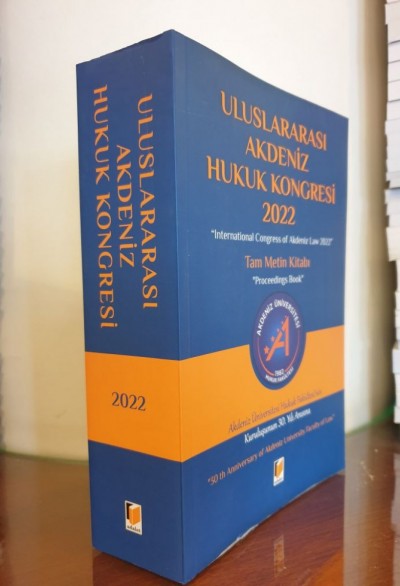 ULUSLARARASI
AKDENİZ
HUKUK KONGRESİ
2022
ULUSLARARASI
AKDENİZ
HUKUK KONGRESİ
2022
"International Congress of Akdeniz Law 2022"
Tam Metin Kitabı
"Proceedings Book"
AKDENİZ ÜNİVERSİTESİ
Akdeniz Üniversitesi Hukuk Fakültesi'nin
Kuruluşunun 30. Yılı Anısına
"30 th Anniversary of Akdeniz University Faculty of Law"